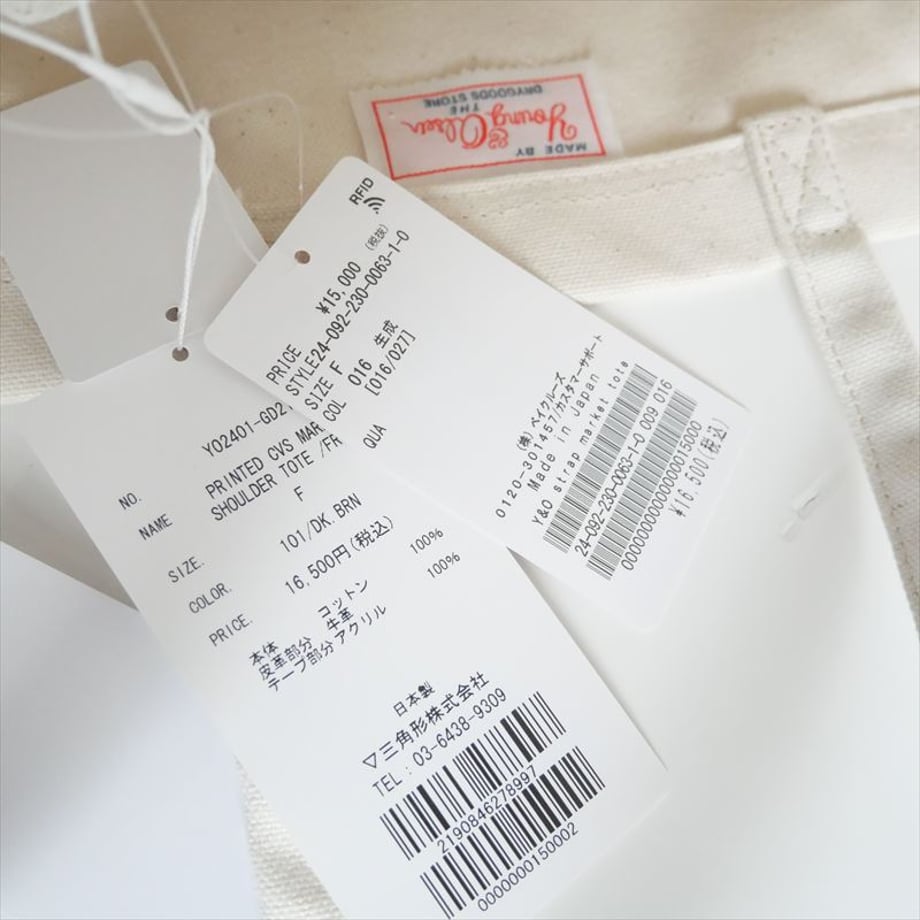 MADE BY
Young & Olsen
THE
DRYGOODS STORE
RFID
PRICE ¥15,000 (税抜)
STYLE24-092-230-0063-1-0
SIZE F
COL 016 生成
[016/027]
QUA
(株)ベイクルーズ
0120-301457/カスタマーサポート
Made in Japan
Y&O strap market tote
24-092-230-0063-1-0 009 016
¥16,500(税込)
NO. YO2401-GD2
NAME PRINTED CVS MAR
SHOULDER TOTE /FR
SIZE. F
COLOR. 101/DK.BRN
PRICE. 16,500円(税込)
本体 コットン 100%
皮革部分 牛革
テープ部分 アクリル 100%
日本製
▽三角形株式会社
TEL : 03-6438-9309
2190846278997
0000000150002